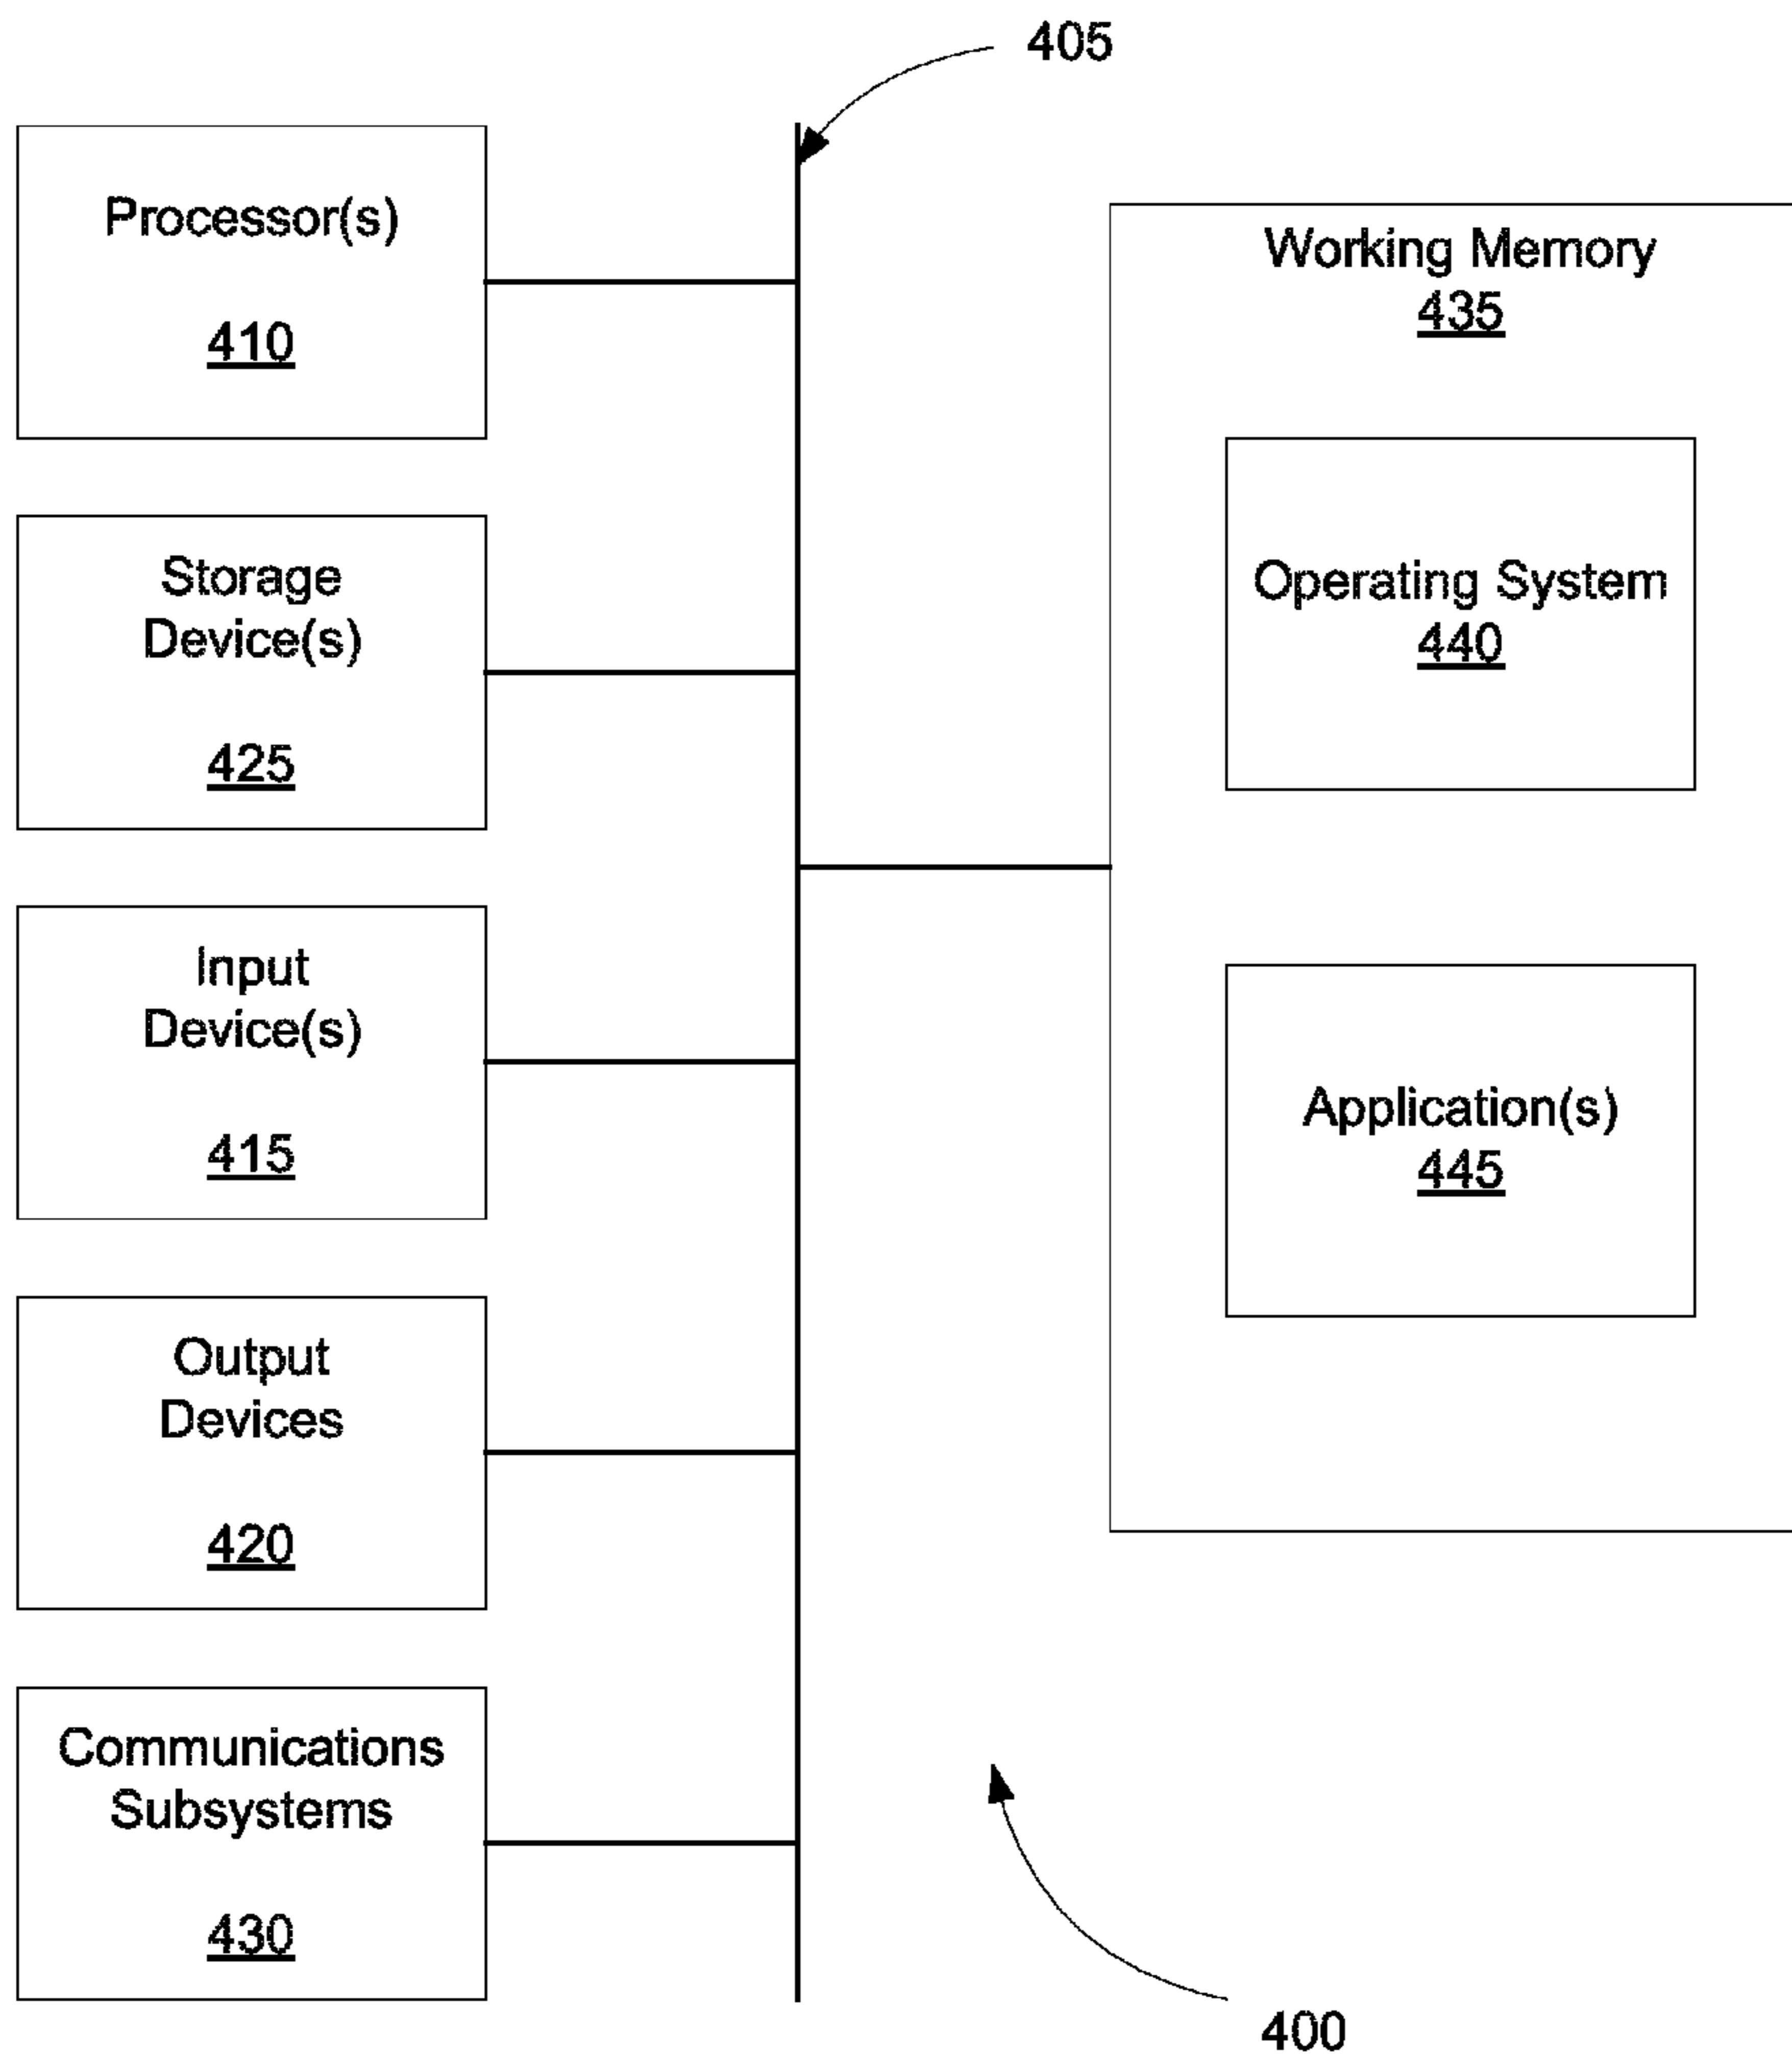 405
Processor(s)
410
Storage
Device(s)
425
Input
Device(s)
415
Output
Devices
420
Communications
Subsystems
430
Working Memory
435
Operating System
440
Application(s)
445
400